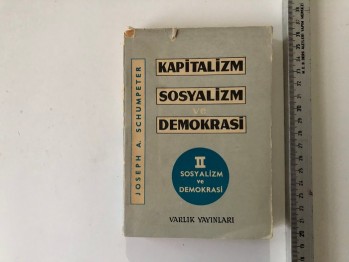 JOSEPH A. SCHUMPETER
KAPİTALİZM
SOSYALİZM
ve
DEMOKRASİ
II
SOSYALİZM
ve
DEMOKRASİ
VARLIK YAYINLARI